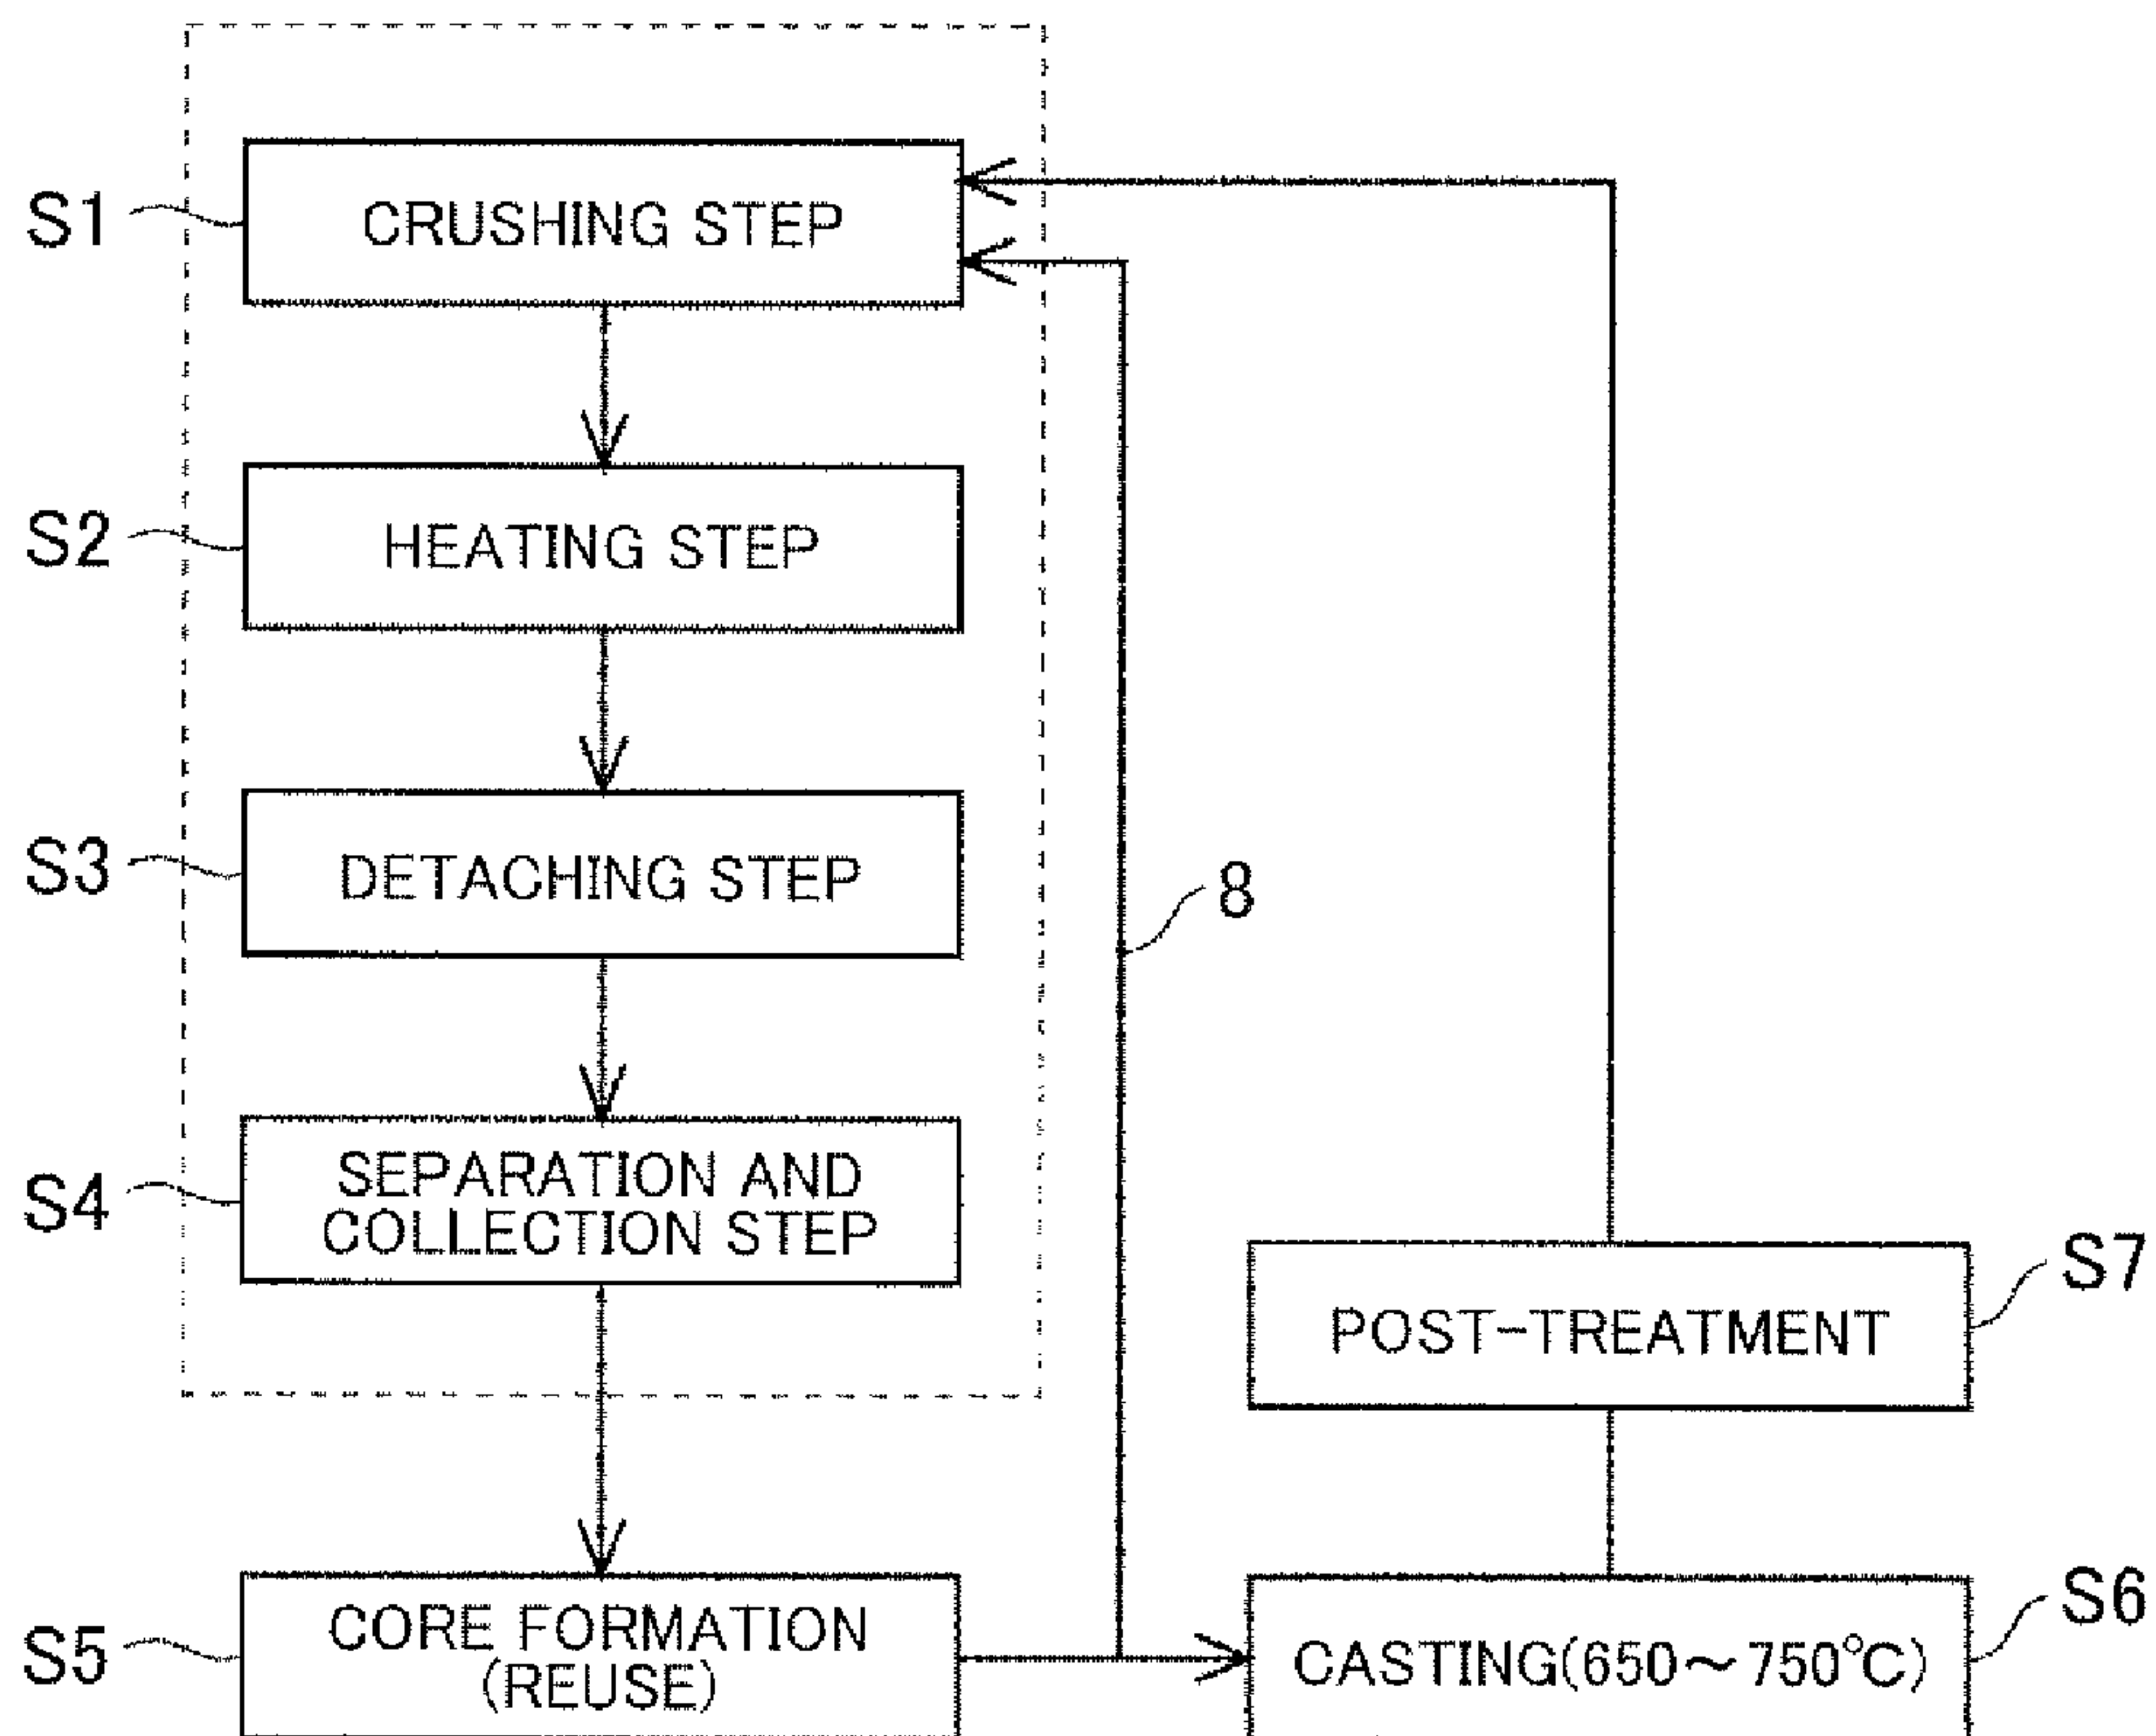 S1
CRUSHING STEP
S2
HEATING STEP
S3
DETACHING STEP
8
S4
SEPARATION AND
COLLECTION STEP
S7
POST-TREATMENT
S5
CORE FORMATION
(REUSE)
S6
CASTING(650～750℃)